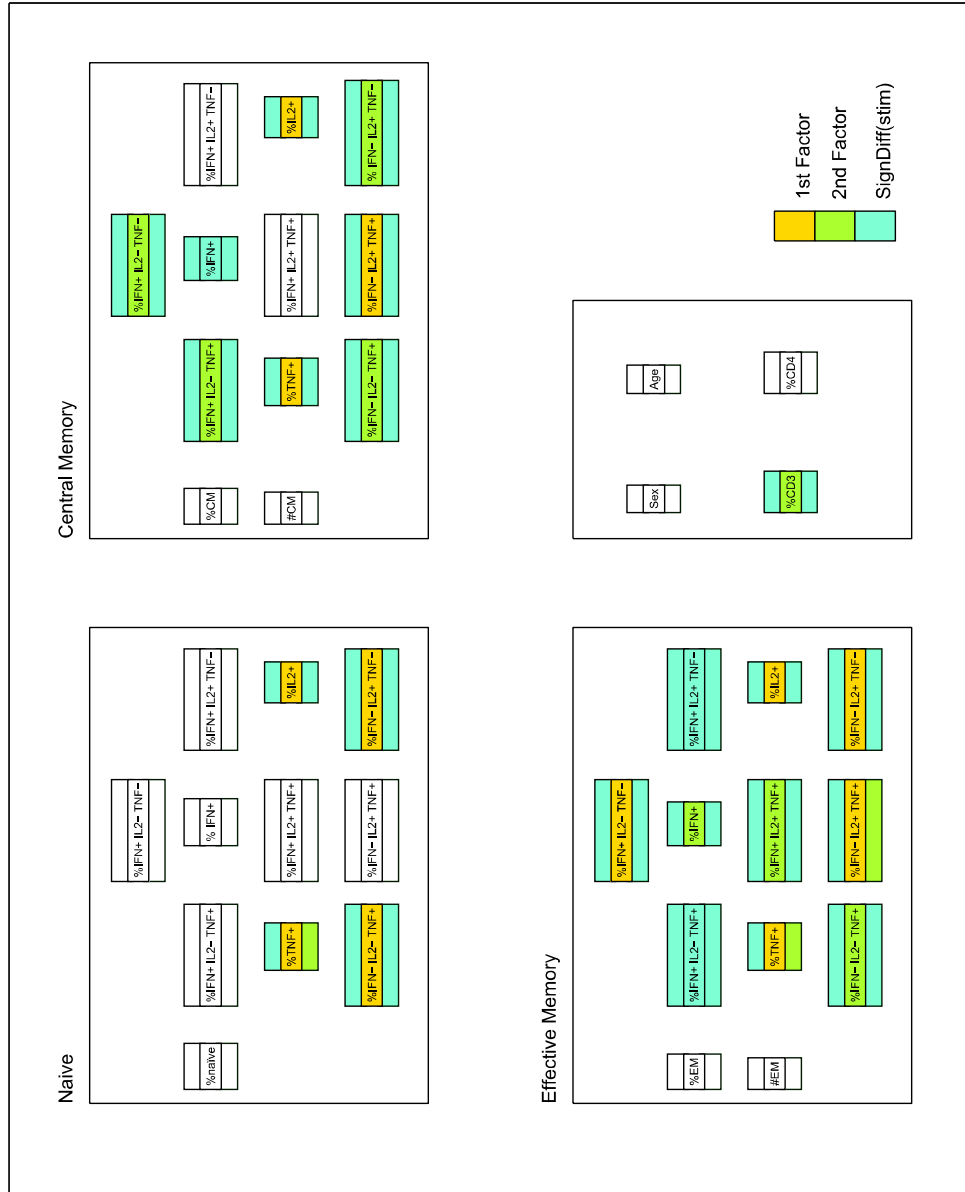 Naive
%IFN+ IL2− TNF−
%naïve
%IFN+ IL2− TNF+
% IFN+
%IFN+ IL2+ TNF−
%TNF+
%IFN+ IL2+ TNF+
%IL2+
%IFN− IL2− TNF+
%IFN− IL2+ TNF+
%IFN− IL2+ TNF−
Central Memory
%IFN+ IL2− TNF−
%CM
%IFN+ IL2− TNF+
%IFN+
%IFN+ IL2+ TNF−
#CM
%TNF+
%IFN+ IL2+ TNF+
%IL2+
%IFN− IL2− TNF+
%IFN− IL2+ TNF+
% IFN− IL2+ TNF−
Effective Memory
%IFN+ IL2− TNF−
%EM
%IFN+ IL2− TNF+
%IFN+
%IFN+ IL2+ TNF−
#EM
%TNF+
%IFN+ IL2+ TNF+
%IL2+
%IFN− IL2− TNF+
%IFN− IL2+ TNF+
%IFN− IL2+ TNF−
Sex
Age
%CD3
%CD4
1st Factor
2nd Factor
SignDiff(stim)